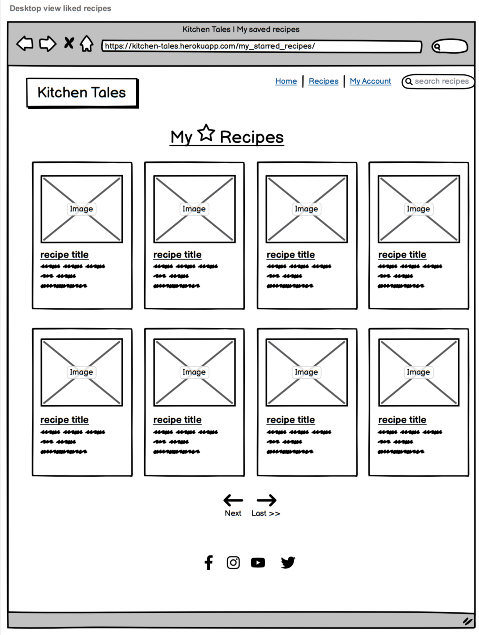 Desktop view liked recipes
Kitchen Tales | My saved recipes
https://kitchen-tales.herokuapp.com/my_starred_recipes/
Kitchen Tales
Home | Recipes | My Account
search recipes
My Recipes
Image Image Image Image
recipe title recipe title recipe title recipe title
Image Image Image Image
recipe title recipe title recipe title recipe title
Next Last >>